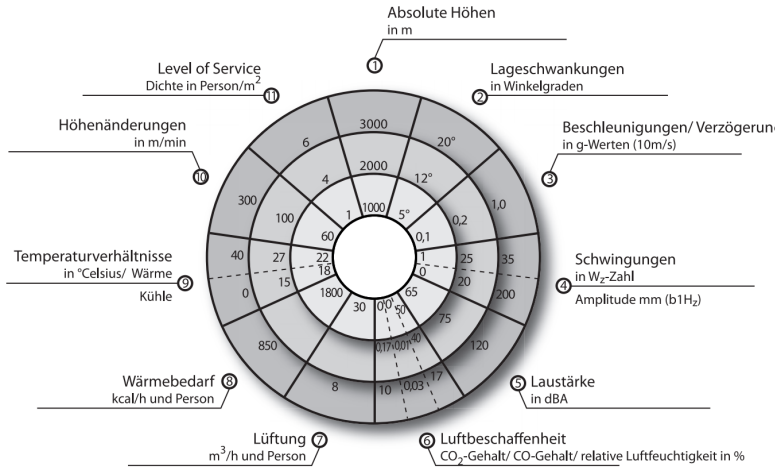 Absolute Höhen
in m
1
Level of Service
Dichte in Person/m²
11
Lageschwankungen
in Winkelgraden
2
Höhenänderungen
in m/min
10
Beschleunigungen/ Verzögerung
in g-Werten (10m/s)
3
Temperaturverhältnisse
in °Celsius/ Wärme
9
Kühle
Schwingungen
in Wz-Zahl
4
Amplitude mm (b1Hz)
Wärmebedarf
kcal/h und Person
8
Laustärke
in dBA
5
Lüftung
m³/h und Person
7
Luftbeschaffenheit
CO₂-Gehalt/ CO-Gehalt/ relative Luftfeuchtigkeit in %
6
3000
2000
1000
20°
12°
5°
1,0
0,2
0,1
35
25
1
200
20
0
120
75
65
17
40
50
0,03
0,01
0
10
0,17
0,0
8
30
850
1800
0
15
18
40
27
22
300
100
60
6
4
1